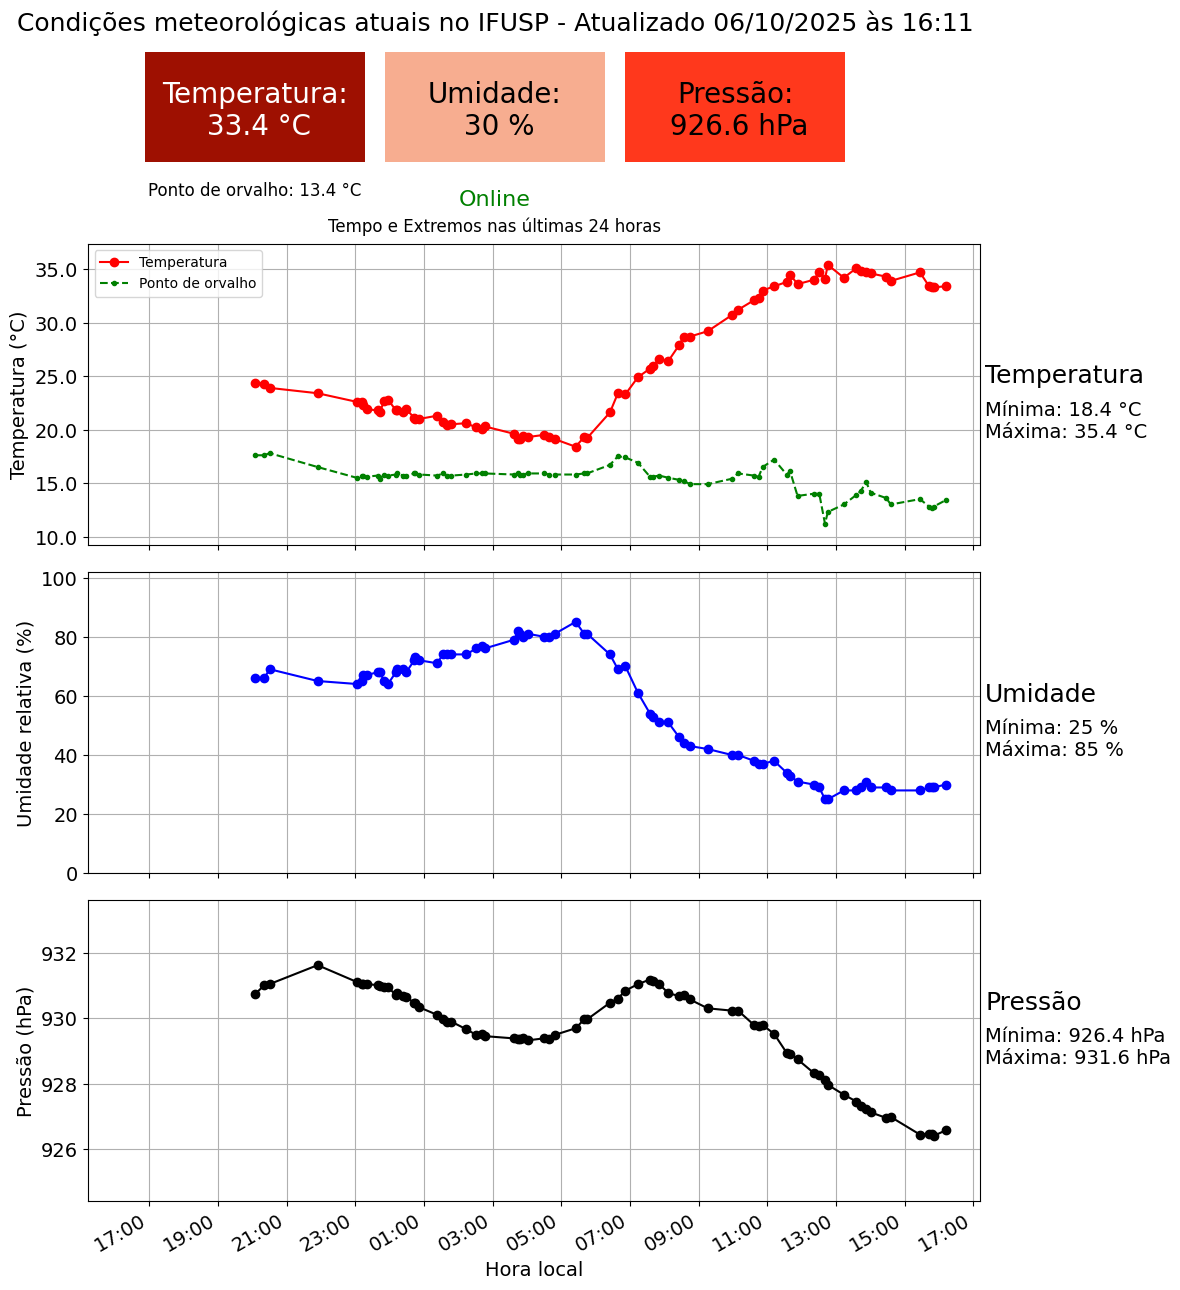 Condições meteorológicas atuais no IFUSP - Atualizado 06/10/2025 às 16:11
Temperatura:
33.4 °C
Umidade:
30 %
Pressão:
926.6 hPa
Ponto de orvalho: 13.4 °C
Online
Tempo e Extremos nas últimas 24 horas
Temperatura (°C)
35.0
30.0
25.0
20.0
15.0
10.0
Temperatura
Ponto de orvalho
Temperatura
Mínima: 18.4 °C
Máxima: 35.4 °C
Umidade relativa (%)
100
80
60
40
20
0
Umidade
Mínima: 25 %
Máxima: 85 %
Pressão (hPa)
932
930
928
926
Pressão
Mínima: 926.4 hPa
Máxima: 931.6 hPa
17:00 19:00 21:00 23:00 01:00 03:00 05:00 07:00 09:00 11:00 13:00 15:00 17:00
Hora local